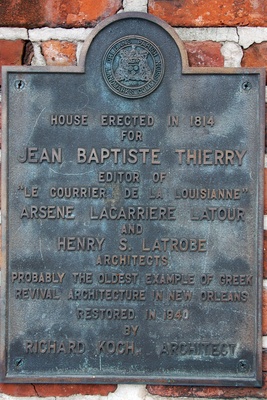 HOUSE ERECTED IN 1814
FOR
JEAN BAPTISTE THIERRY
EDITOR OF
"LE COURRIER DE LA LOUISIANNE"
ARSENE LACARRIERE LATOUR
AND
HENRY S. LATROBE
ARCHITECTS
PROBABLY THE OLDEST EXAMPLE OF GREEK
REVIVAL ARCHITECTURE IN NEW ORLEANS
RESTORED IN 1940
BY
RICHARD KOCH, ARCHITECT